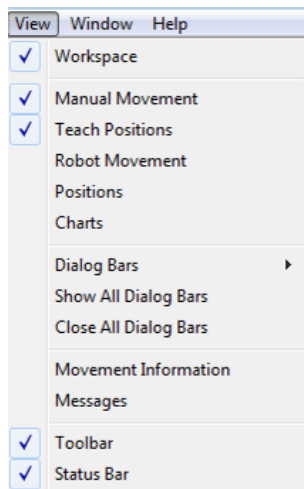 View Window Help
Workspace
Manual Movement
Teach Positions
Robot Movement
Positions
Charts
Dialog Bars
Show All Dialog Bars
Close All Dialog Bars
Movement Information
Messages
Toolbar
Status Bar